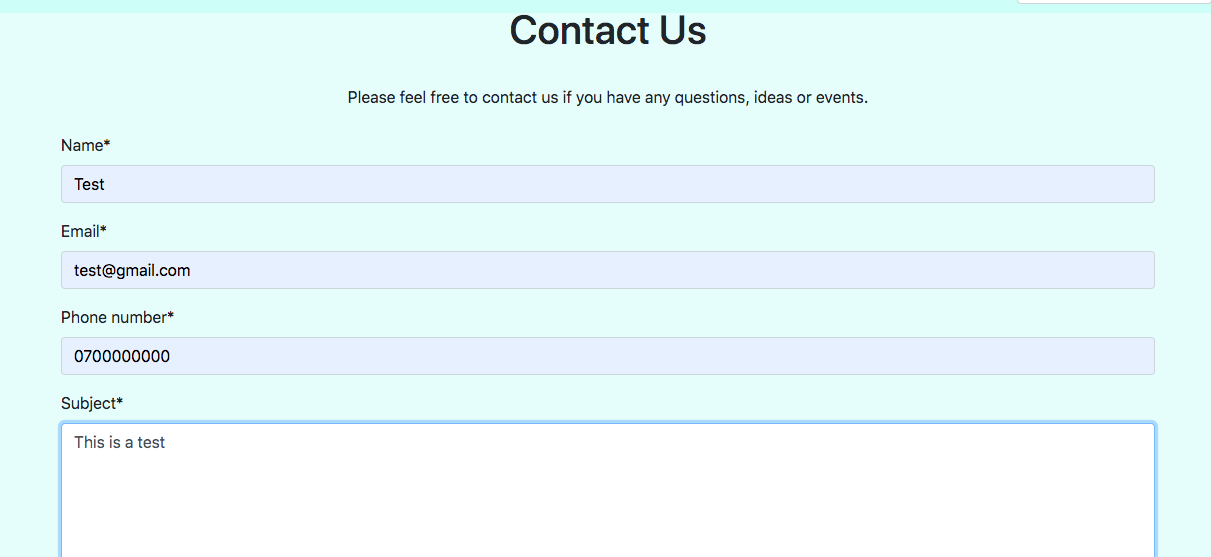 Contact Us
Please feel free to contact us if you have any questions, ideas or events.
Name*
Test
Email*
test@gmail.com
Phone number*
0700000000
Subject*
This is a test